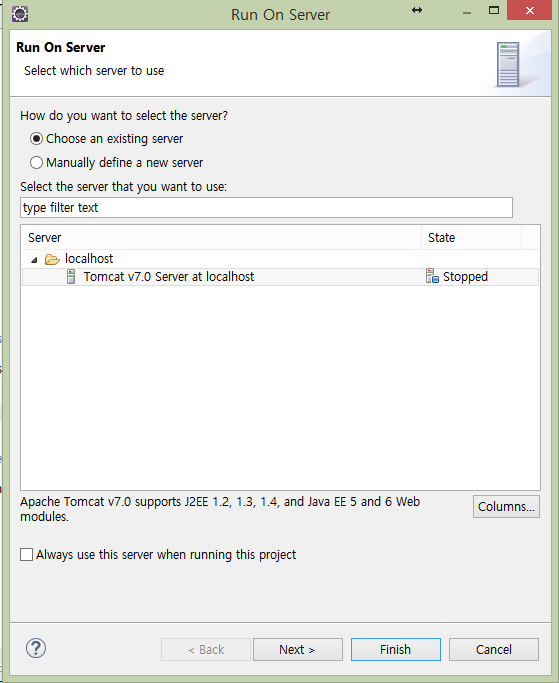 Run On Server
Run On Server
Select which server to use
How do you want to select the server?
Choose an existing server
Manually define a new server
Select the server that you want to use:
type filter text
Server State
localhost
Tomcat v7.0 Server at localhost Stopped
Apache Tomcat v7.0 supports J2EE 1.2, 1.3, 1.4, and Java EE 5 and 6 Web
modules.
Columns...
Always use this server when running this project
? < Back Next > Finish Cancel